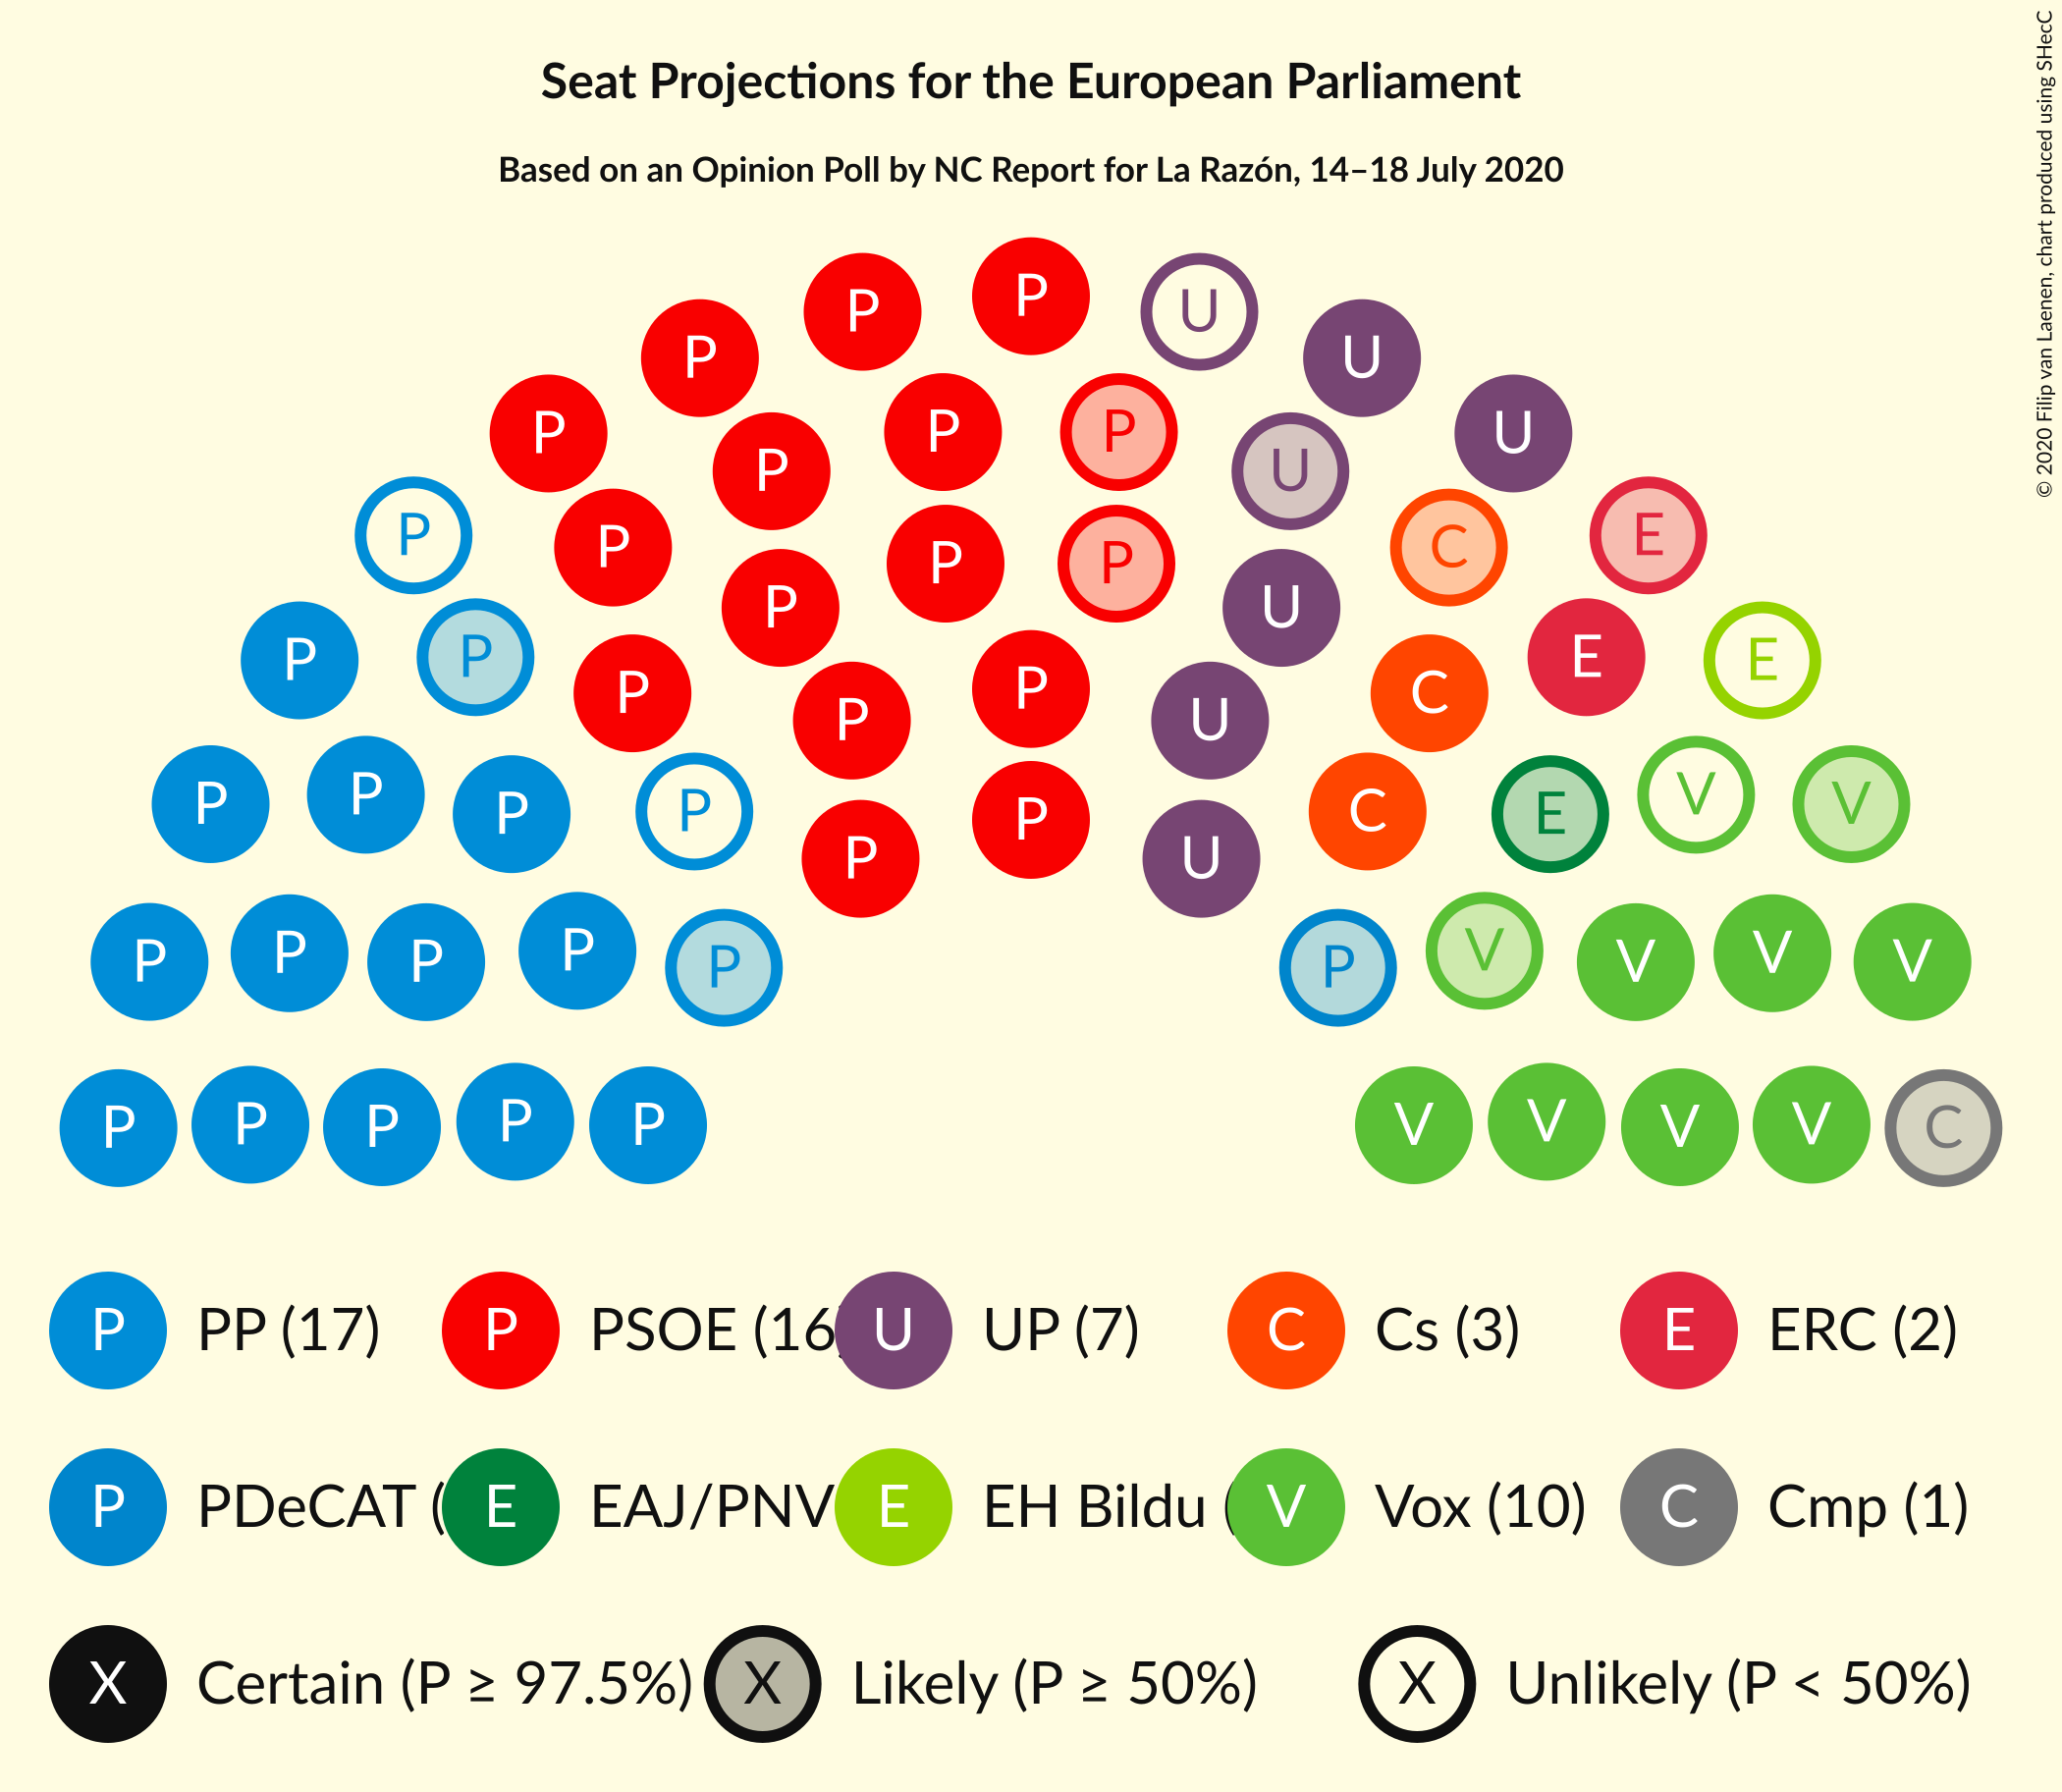 Seat Projections for the European Parliament
Based on an Opinion Poll by NC Report for La Razón, 14–18 July 2020
© 2020 Filip van Laenen, chart produced using SHecC
P P U
P P U
P P P U
P P U
P P C
P P P E
P P U
P P E E
P P C
P P U
P P V V
P P C
P P E
P U
P P V V
P P V V
P P V
P P V C
P P V V
P P V V
P PP (17) P PSOE (16 U UP (7) C Cs (3) E ERC (2)
P PDeCAT ( E EAJ/PNV E EH Bildu ( V Vox (10) C Cmp (1)
X Certain (P ≥ 97.5%) X Likely (P ≥ 50%) X Unlikely (P < 50%)